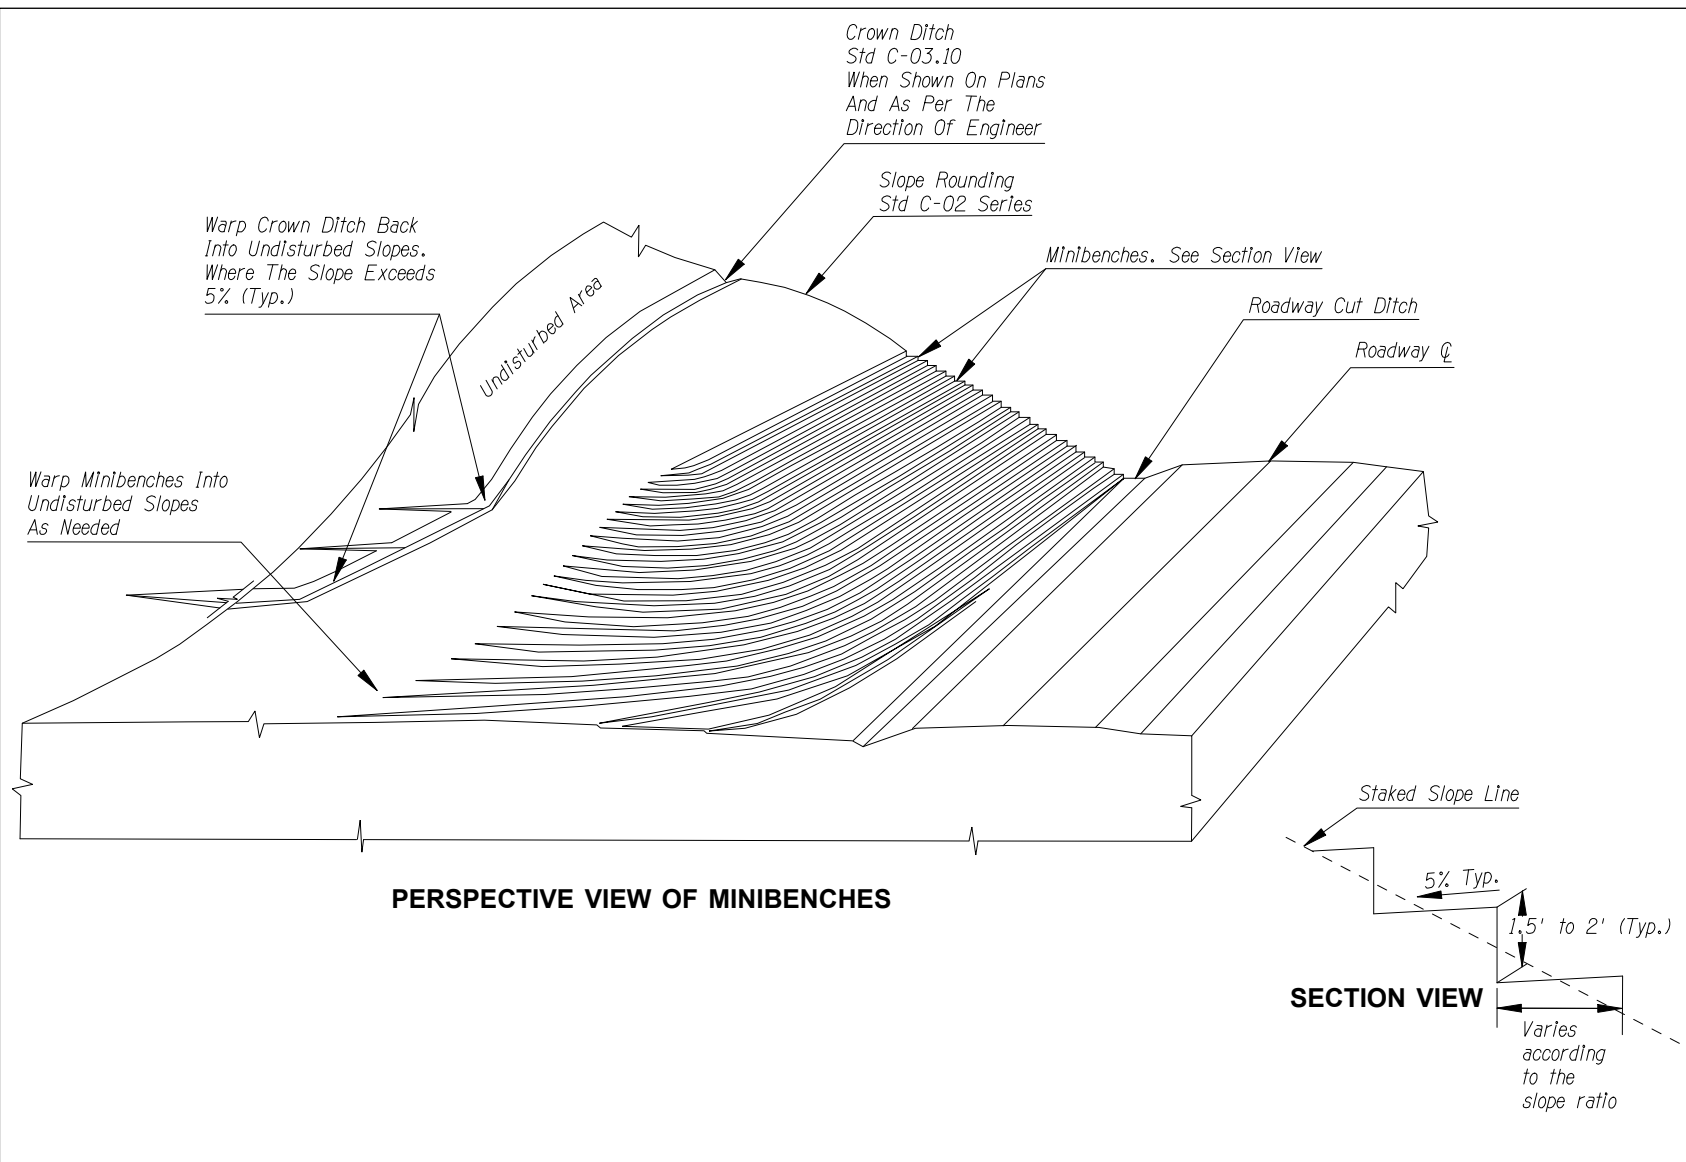 Crown Ditch
Std C-03.10
When Shown On Plans
And As Per The
Direction Of Engineer
Slope Rounding
Std C-02 Series
Warp Crown Ditch Back
Into Undisturbed Slopes.
Where The Slope Exceeds
5% (Typ.)
Undisturbed Area
Minibenches. See Section View
Roadway Cut Ditch
Roadway ℄
Warp Minibenches Into
Undisturbed Slopes
As Needed
Staked Slope Line
5% Typ.
1.5' to 2' (Typ.)
PERSPECTIVE VIEW OF MINIBENCHES
SECTION VIEW
Varies
according
to the
slope ratio